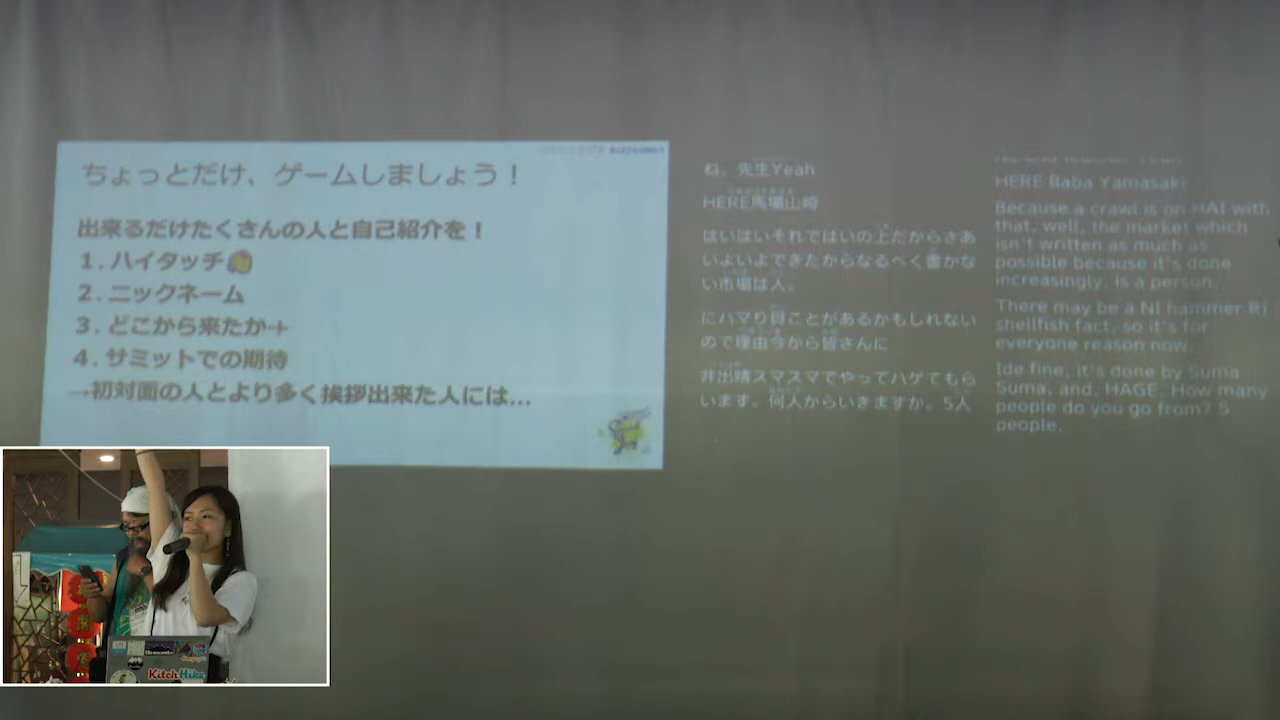 ちょっとだけ、ゲームしましょう！
出来るだけたくさんの人と自己紹介を！
1．ハイタッチ
2．ニックネーム
3．どこから来たか＋
4．サミットでの期待
→初対面の人とより多く挨拶出来た人には...
ね、先生Yeah
HERE馬場山崎
はいはいそれではいの上だからさあ
いよいよできたからなるべく書かな
い市場は人。
にハマり貝ことがあるかもしれない
ので理由今から皆さんに
井出晴スマスマでやってハゲてもら
います。何人からいきますか。5人
HERE Baba Yamasaki
Because a crawl is on HAI with
that, well, the market which
isn't written as much as
possible because it's done
increasingly. is a person.
There may be a NI hammer-RI
shellfish fact, so it's for
everyone reason now.
Ide fine, it's done by Suma
Suma, and, HAGE. How many
people do you go from? 5
people.
KitchHike